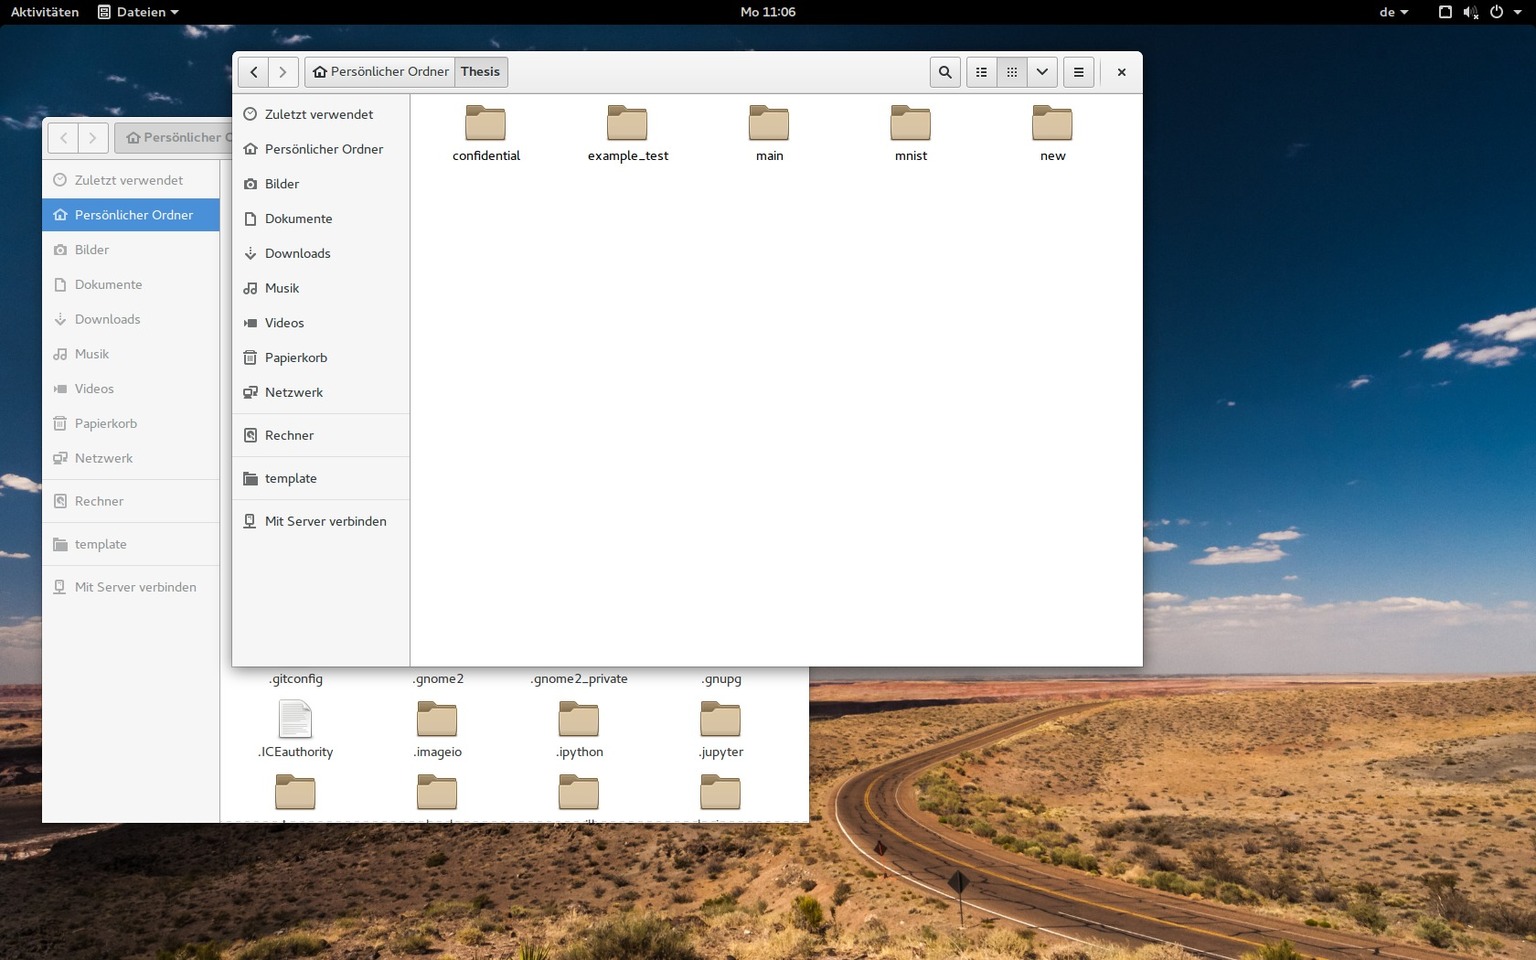 Aktivitäten Dateien Mo 11:06 de
Persönlicher Ordner Thesis
Zuletzt verwendet
Persönlicher Ordner
Bilder
Dokumente
Downloads
Musik
Videos
Papierkorb
Netzwerk
Rechner
template
Mit Server verbinden
confidential example_test main mnist new
Persönlicher
Zuletzt verwendet
Persönlicher Ordner
Bilder
Dokumente
Downloads
Musik
Videos
Papierkorb
Netzwerk
Rechner
template
Mit Server verbinden
.gitconfig .gnome2 .gnome2_private .gnupg
.ICEauthority .imageio .ipython .jupyter